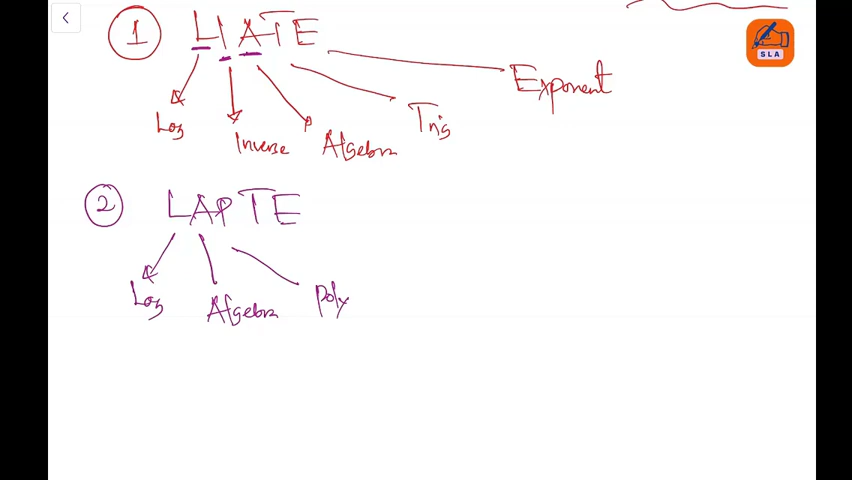 1 LIATE
Exponent
Trig
Log Inverse Algebra
2 LAPTE
Log Algebra Poly
SLA